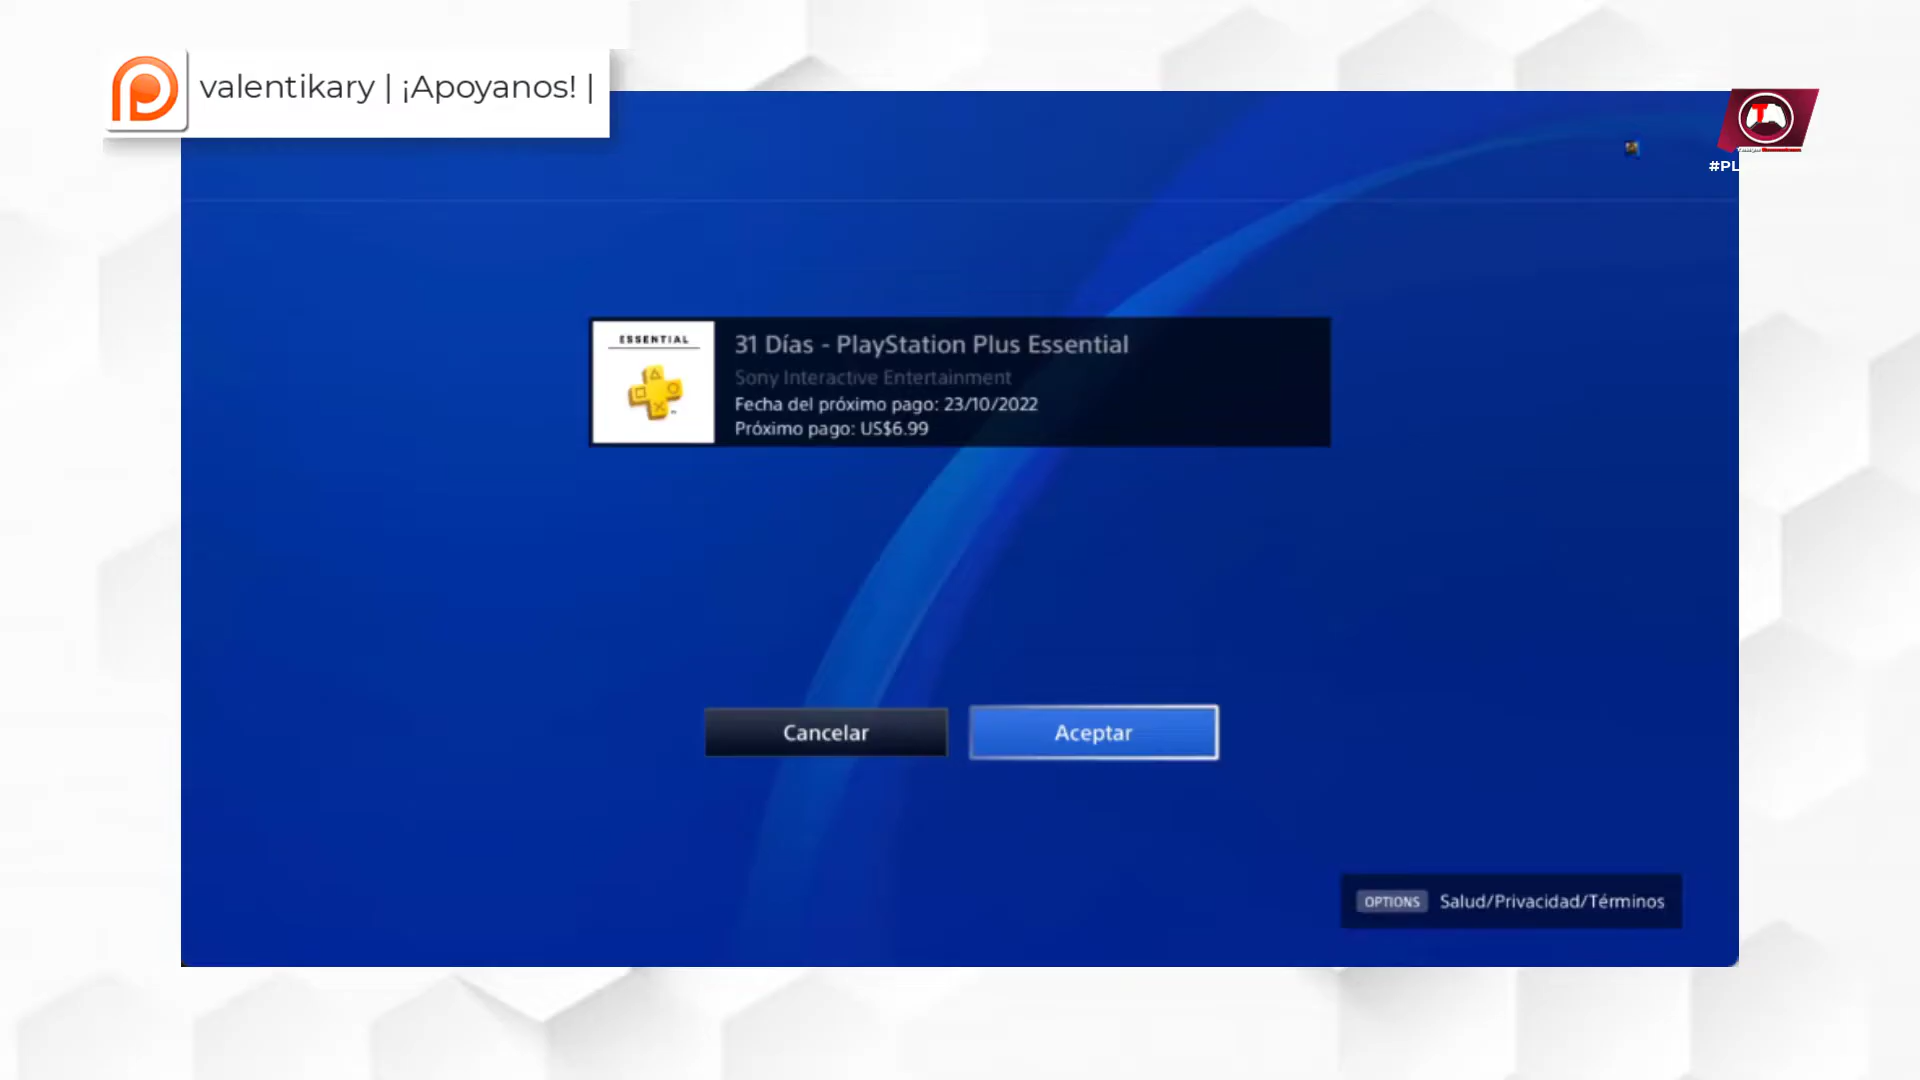 valentikary | ¡Apoyanos! |
#PL
ESSENTIAL
31 Días - PlayStation Plus Essential
Sony Interactive Entertainment
Fecha del próximo pago: 23/10/2022
Próximo pago: US$6.99
Cancelar
Aceptar
OPTIONS Salud/Privacidad/Términos